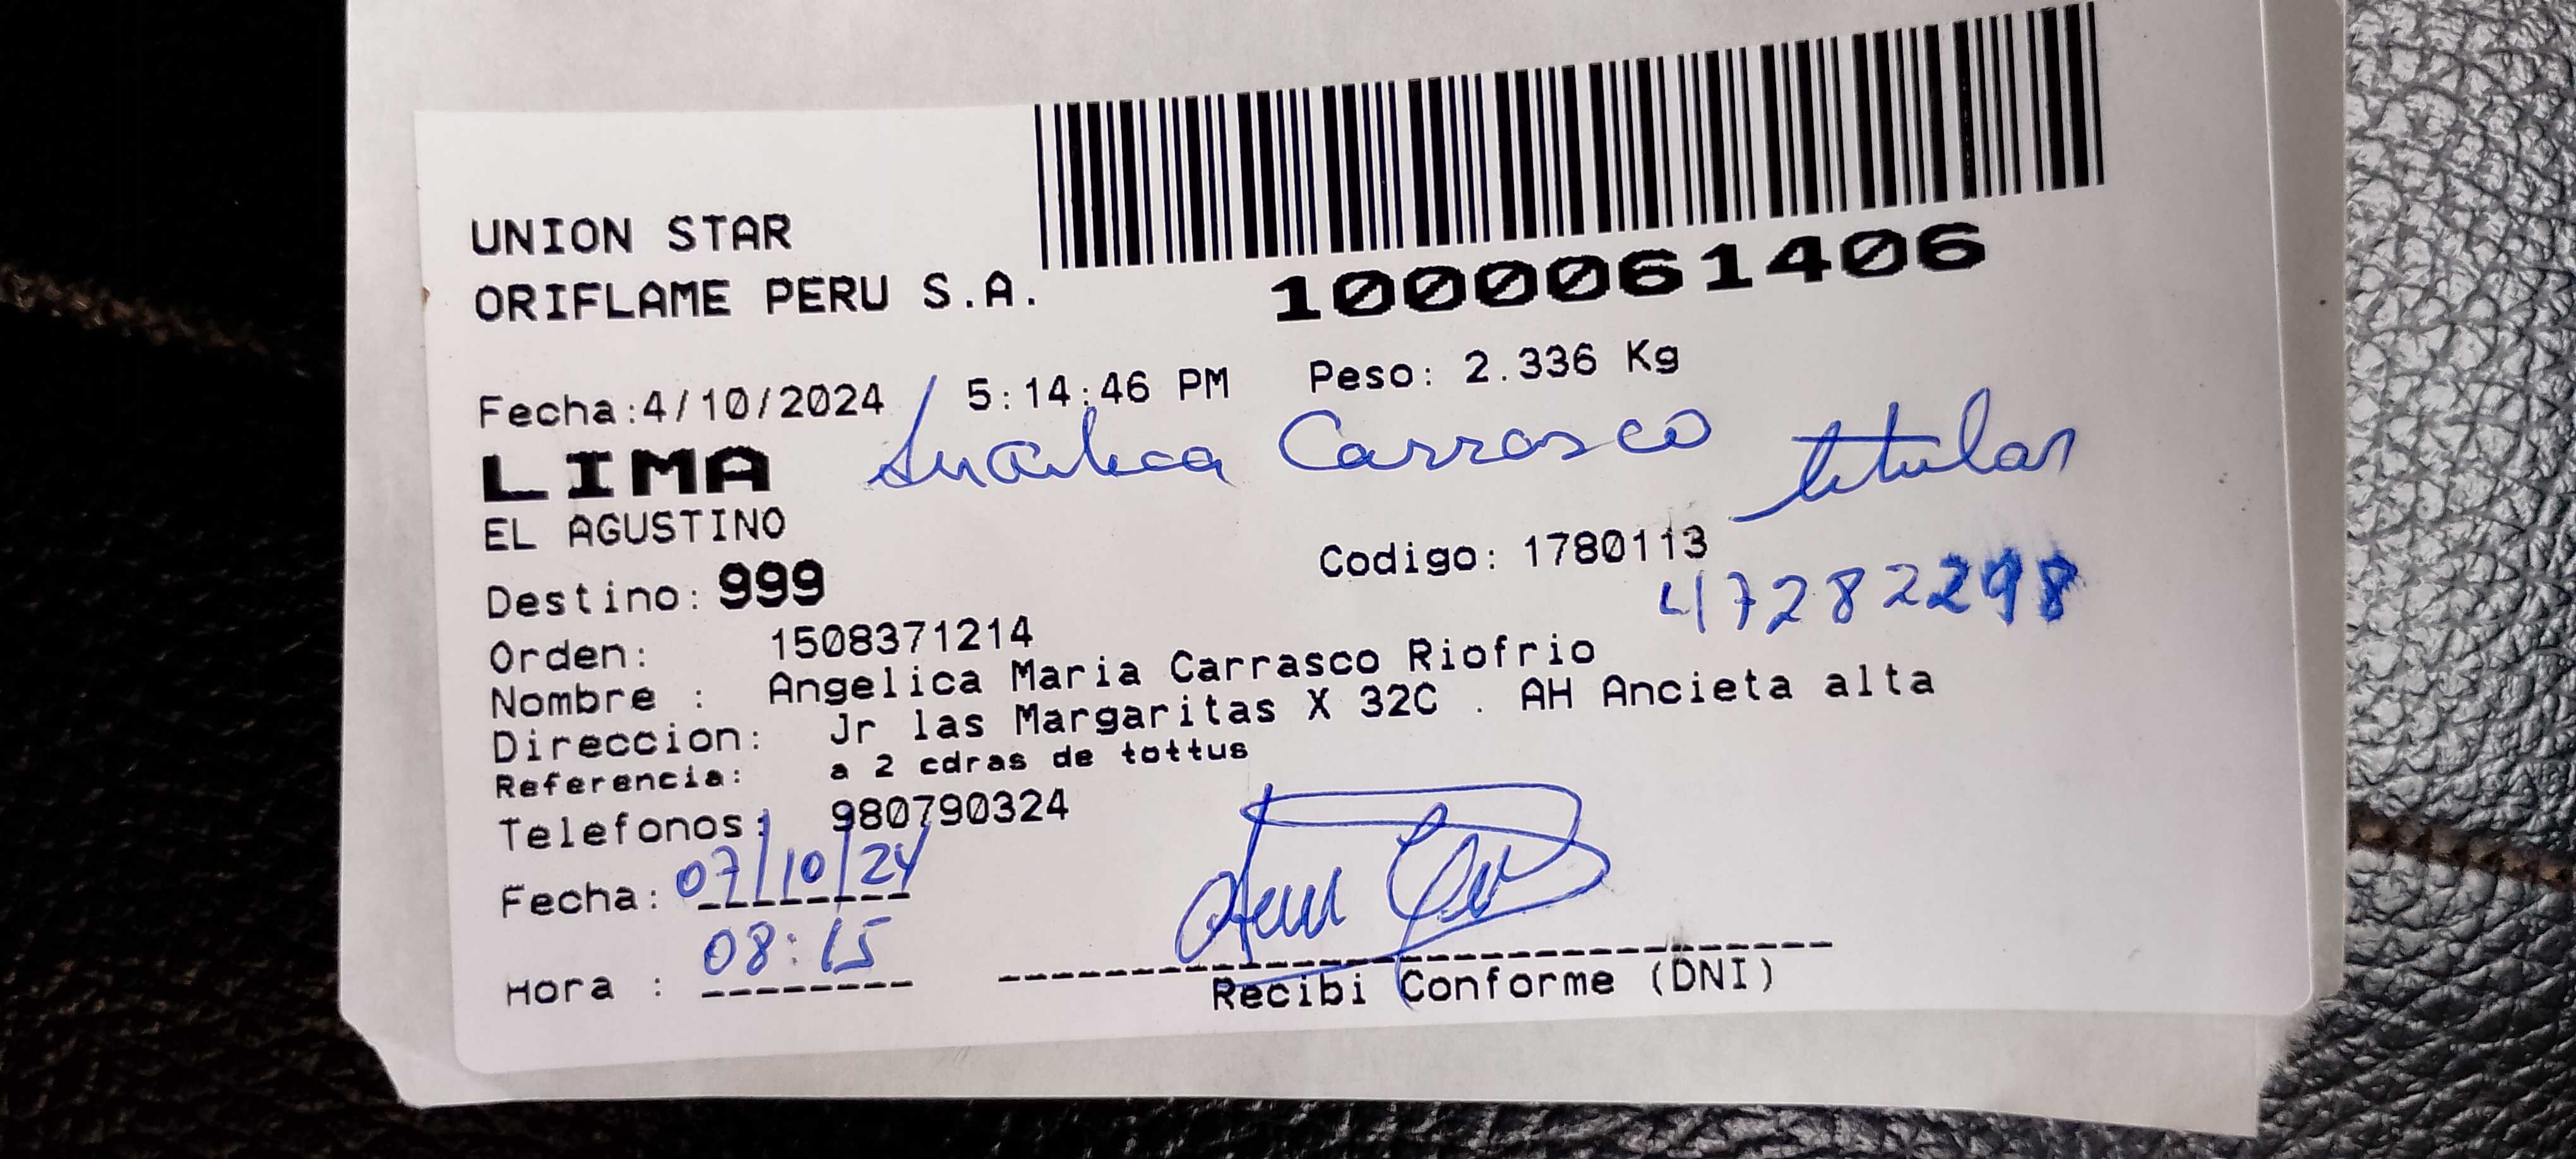 UNION STAR
ORIFLAME PERU S.A.
1000061406
Fecha:4/10/2024 5:14:46 PM Peso: 2.336 Kg
LIMA
Carrasco titular
EL AGUSTINO
Codigo: 1780113
Destino: 999
47282298
Orden: 1508371214
Nombre : Angelica Maria Carrasco Riofrio
Direccion: Jr las Margaritas X 32C . AH Ancieta alta
Referencia: a 2 cdras de tottus
Telefonos: 980790324
Fecha: 07/10/24
Hora : 08:15
Recibi Conforme (DNI)